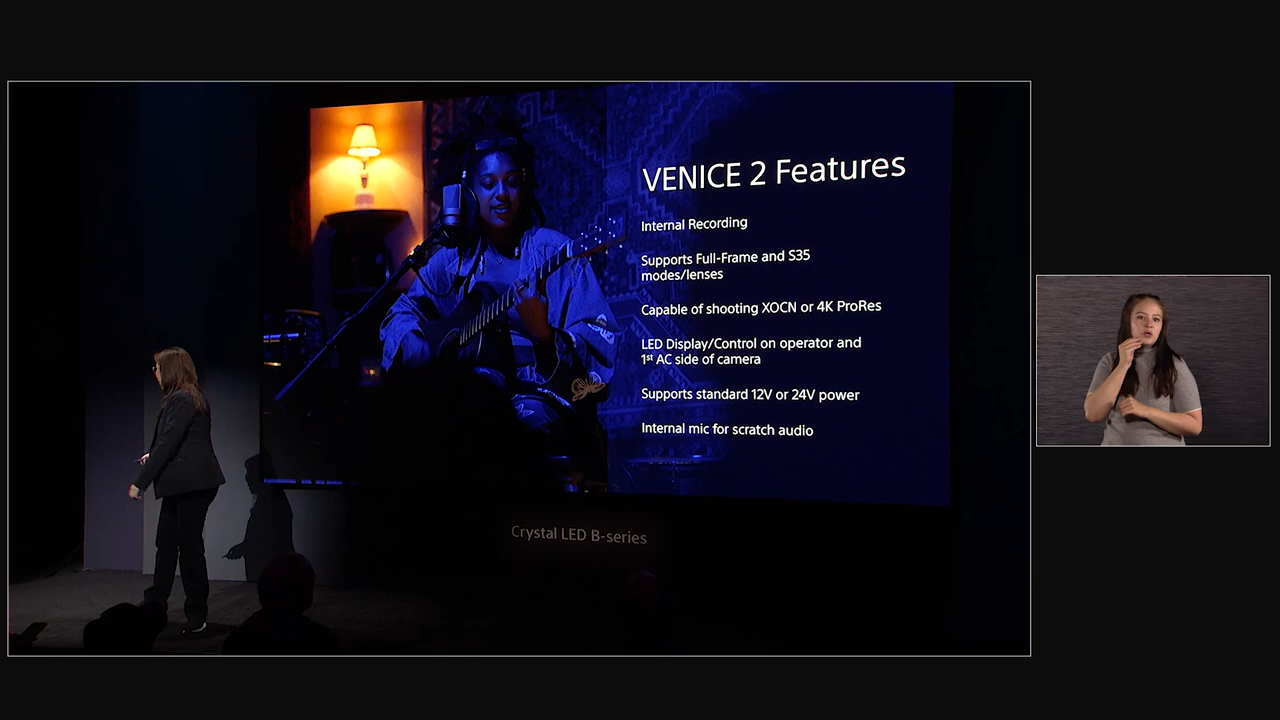 VENICE 2 Features
Internal Recording
Supports Full-Frame and S35
modes/lenses
Capable of shooting XOCN or 4K ProRes
LED Display/Control on operator and
1st AC side of camera
Supports standard 12V or 24V power
Internal mic for scratch audio
Crystal LED B-series